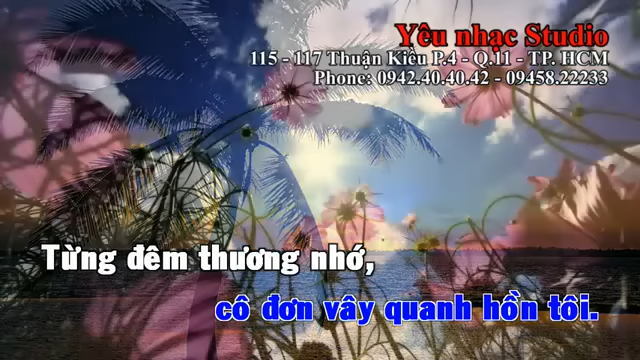 Yêu nhạc Studio
115 - 117 Thuận Kiều P.4 - Q.11 - TP. HCM
Phone: 0942.40.40.42 - 09458.22233
Từng đêm thương nhớ,
cô đơn vây quanh hồn tôi.